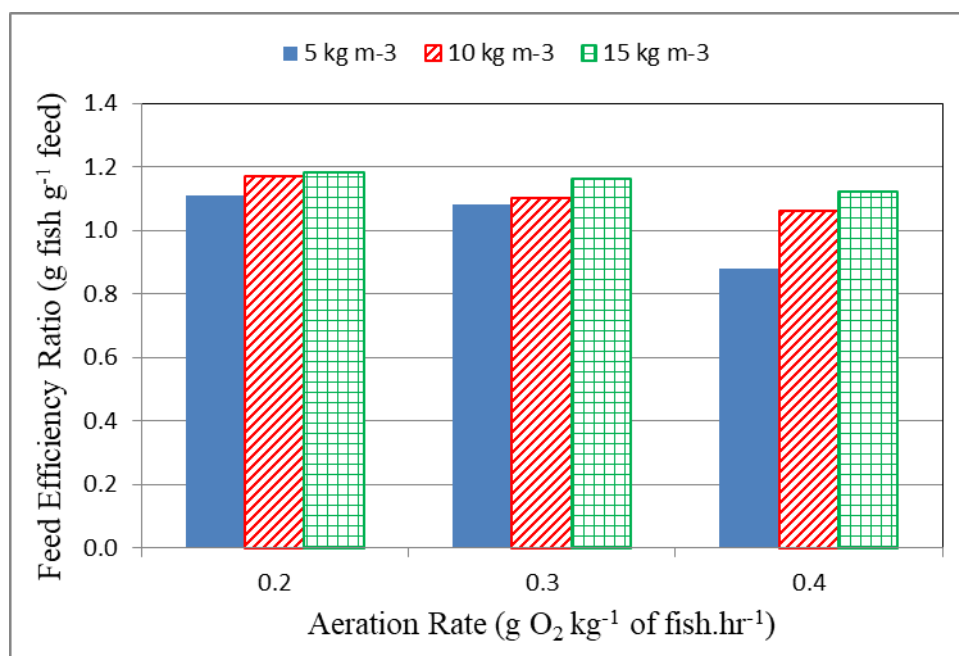 5 kg m-3 10 kg m-3 15 kg m-3
Feed Efficiency Ratio (g fish g⁻¹ feed)
1.4
1.2
1.0
0.8
0.6
0.4
0.2
0.0
0.2 0.3 0.4
Aeration Rate (g O₂ kg⁻¹ of fish.hr⁻¹)